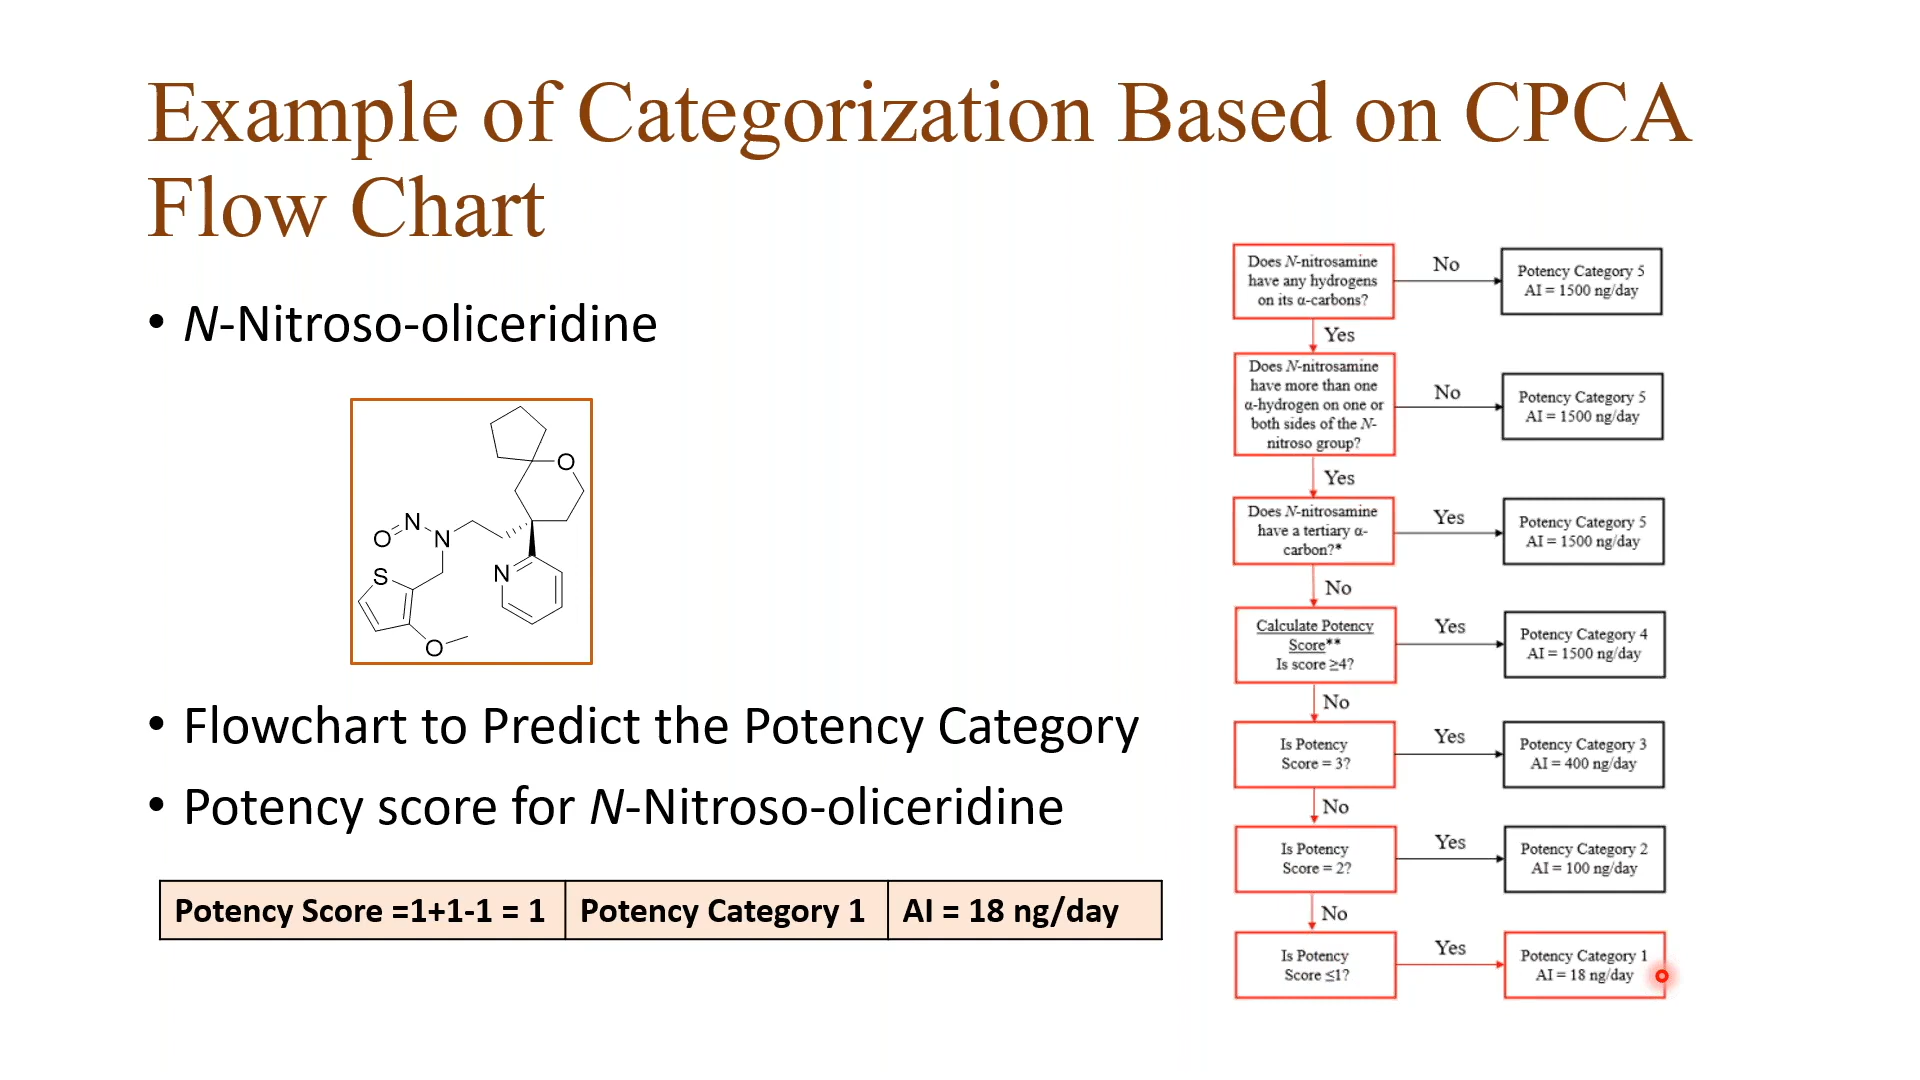 Example of Categorization Based on CPCA
Flow Chart
• N-Nitroso-oliceridine
O
N
O
N
S
N
O
• Flowchart to Predict the Potency Category
• Potency score for N-Nitroso-oliceridine
Potency Score =1+1-1 = 1
Potency Category 1
AI = 18 ng/day
Does N-nitrosamine
have any hydrogens
on its α-carbons?
No
Potency Category 5
AI = 1500 ng/day
Yes
Does N-nitrosamine
have more than one
α-hydrogen on one or
both sides of the N-
nitroso group?
No
Potency Category 5
AI = 1500 ng/day
Yes
Does N-nitrosamine
have a tertiary α-
carbon?*
Yes
Potency Category 5
AI = 1500 ng/day
No
Calculate Potency
Score**
Is score ≥4?
Yes
Potency Category 4
AI = 1500 ng/day
No
Is Potency
Score = 3?
Yes
Potency Category 3
AI = 400 ng/day
No
Is Potency
Score = 2?
Yes
Potency Category 2
AI = 100 ng/day
No
Is Potency
Score ≤1?
Yes
Potency Category 1
AI = 18 ng/day